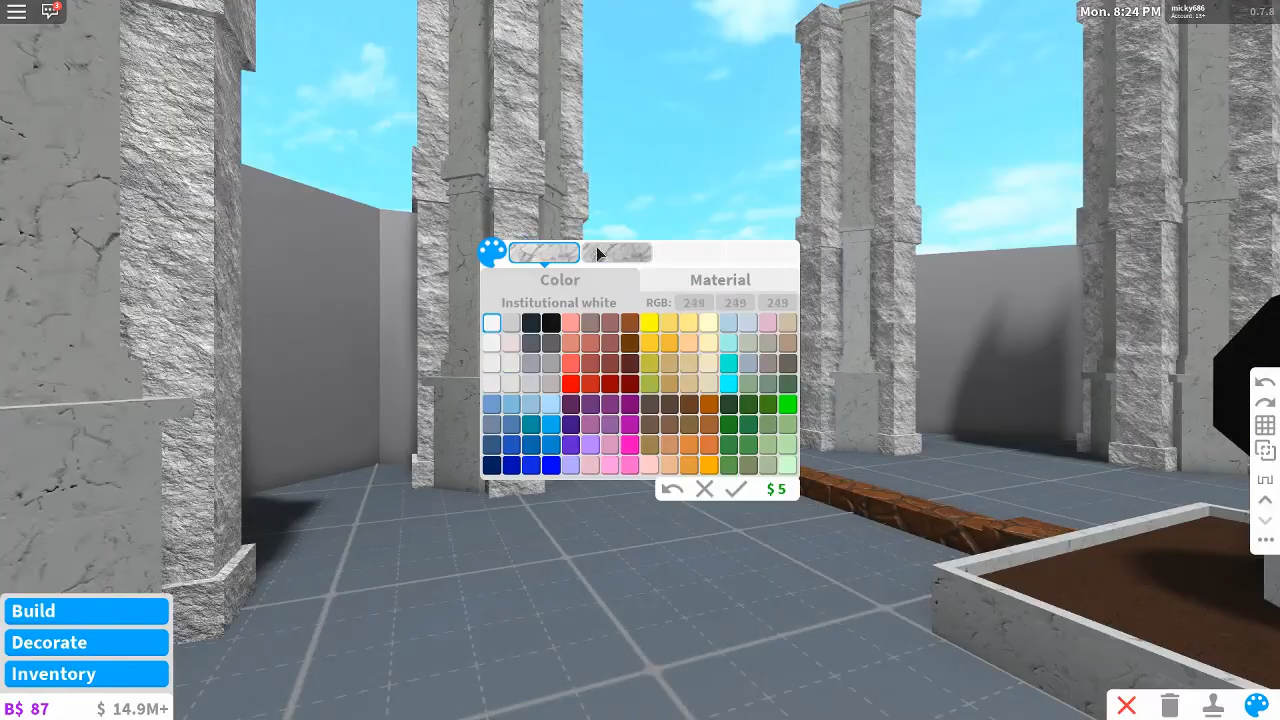 3
Mon. 8:24 PM
micky686
Account: 13+
0.7.8
Color
Material
Institutional white
RGB: 249 249 249
$ 5
Build
Decorate
Inventory
B$ 87
$ 14.9M+